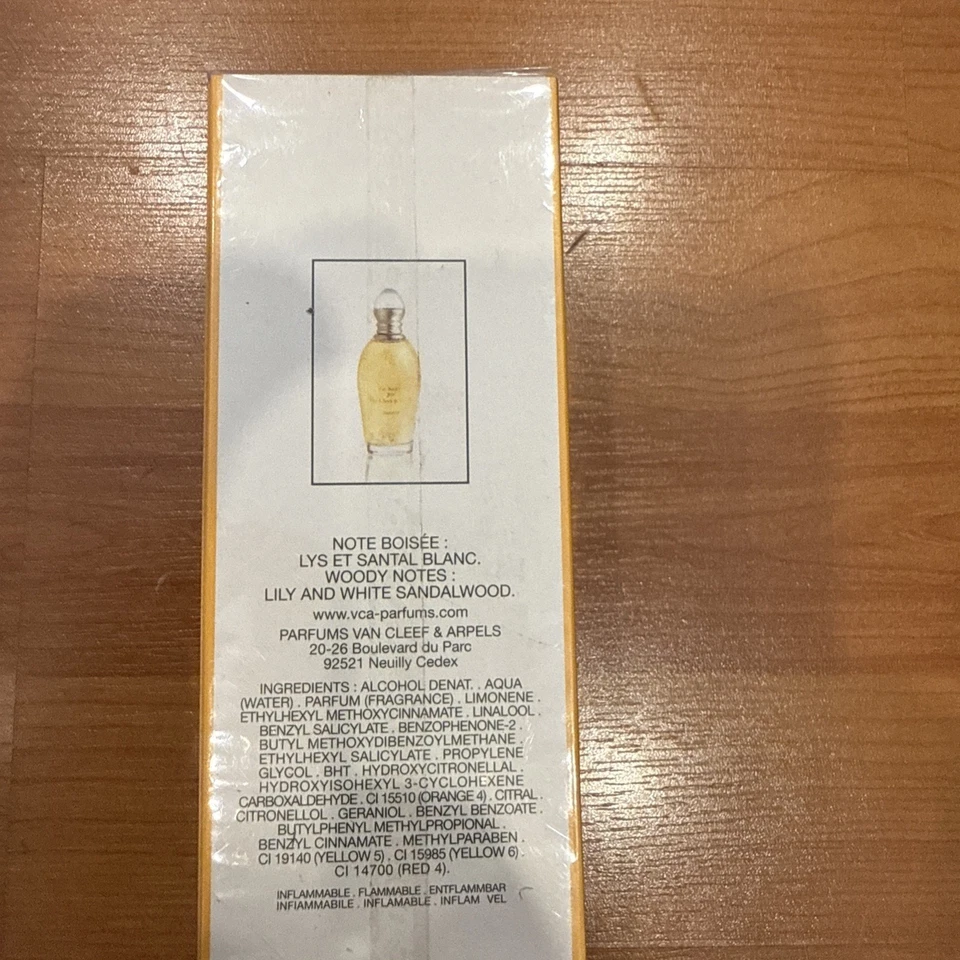 NOTE BOISÉE :
LYS ET SANTAL BLANC.
WOODY NOTES :
LILY AND WHITE SANDALWOOD.
www.vca-parfums.com
PARFUMS VAN CLEEF & ARPELS
20-26 Boulevard du Parc
92521 Neuilly Cedex
INGREDIENTS : ALCOHOL DENAT. . AQUA
(WATER) . PARFUM (FRAGRANCE) . LIMONENE .
ETHYLHEXYL METHOXYCINNAMATE . LINALOOL .
BENZYL SALICYLATE . BENZOPHENONE-2 .
BUTYL METHOXYDIBENZOYLMETHANE .
ETHYLHEXYL SALICYLATE . PROPYLENE
GLYCOL . BHT . HYDROXYCITRONELLAL .
HYDROXYISOHEXYL 3-CYCLOHEXENE
CARBOXALDEHYDE . CI 15510 (ORANGE 4) . CITRAL .
CITRONELLOL . GERANIOL . BENZYL BENZOATE .
BUTYLPHENYL METHYLPROPIONAL .
BENZYL CINNAMATE . METHYLPARABEN .
CI 19140 (YELLOW 5) . CI 15985 (YELLOW 6) .
CI 14700 (RED 4).
INFLAMMABLE . FLAMMABLE . ENTFLAMMBAR
INFIAMMABILE . INFLAMABLE . INFLAM VEL